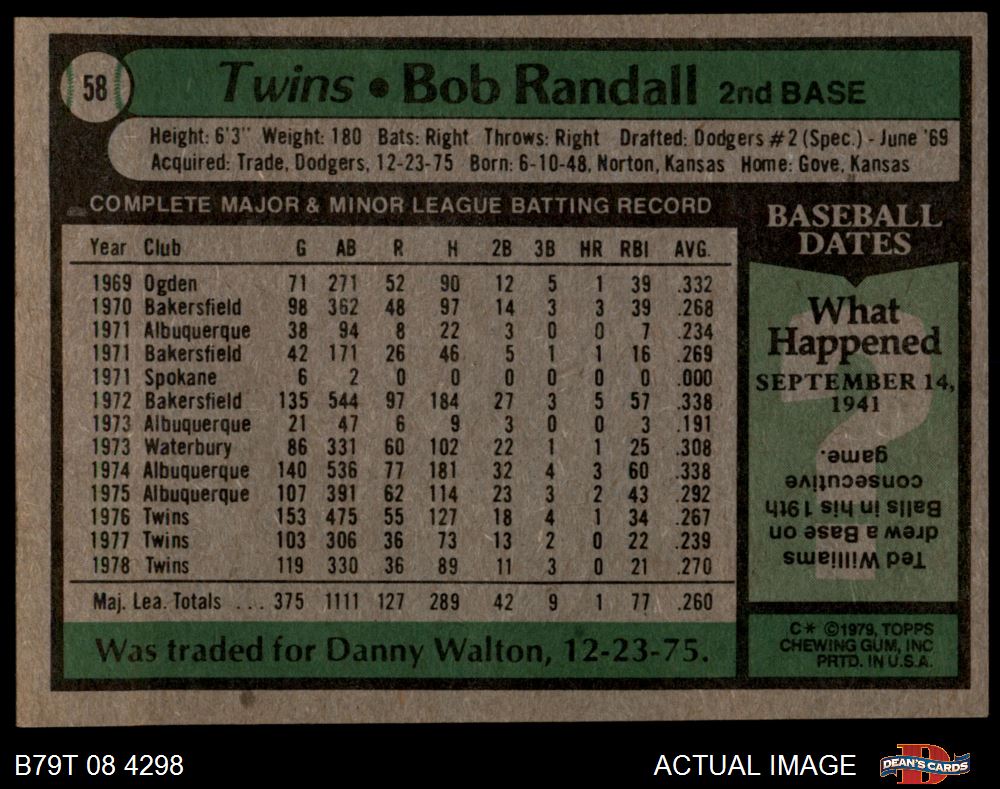 58
Twins • Bob Randall 2nd BASE
Height: 6'3" Weight: 180 Bats: Right Throws: Right Drafted: Dodgers #2 (Spec.) - June '69
Acquired: Trade, Dodgers, 12-23-75 Born: 6-10-48, Norton, Kansas Home: Gove, Kansas
COMPLETE MAJOR & MINOR LEAGUE BATTING RECORD
Year Club G AB R H 2B 3B HR RBI AVG.
1969 Ogden 71 271 52 90 12 5 1 39 .332
1970 Bakersfield 98 362 48 97 14 3 3 39 .268
1971 Albuquerque 38 94 8 22 3 0 0 7 .234
1971 Bakersfield 42 171 26 46 5 1 1 16 .269
1971 Spokane 6 2 0 0 0 0 0 0 .000
1972 Bakersfield 135 544 97 184 27 3 5 57 .338
1973 Albuquerque 21 47 6 9 3 0 0 3 .191
1973 Waterbury 86 331 60 102 22 1 1 25 .308
1974 Albuquerque 140 536 77 181 32 4 3 60 .338
1975 Albuquerque 107 391 62 114 23 3 2 43 .292
1976 Twins 153 475 55 127 18 4 1 34 .267
1977 Twins 103 306 36 73 13 2 0 22 .239
1978 Twins 119 330 36 89 11 3 0 21 .270
Maj. Lea. Totals ... 375 1111 127 289 42 9 1 77 .260
Was traded for Danny Walton, 12-23-75.
BASEBALL
DATES
What
Happened
SEPTEMBER 14,
1941
Ted Williams
drew a Base on
Balls in his 19th
consecutive
game.
C* ©1979, TOPPS
CHEWING GUM, INC
PRTD. IN U.S.A.
B79T 08 4298
ACTUAL IMAGE
DEAN'S CARDS